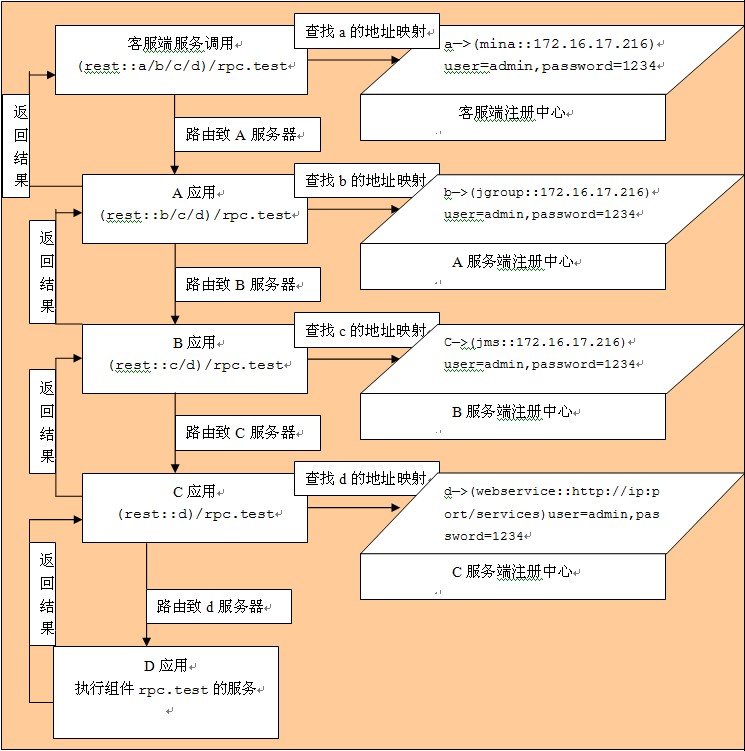 客服端服务调用
(rest::a/b/c/d)/rpc.test
查找 a 的地址映射
a—>(mina::172.16.17.216)
user=admin,password=1234
客服端注册中心
返回结果
路由致 A 服务器
A 应用
(rest::b/c/d)/rpc.test
查找 b 的地址映射
b—>(jgroup::172.16.17.216)
user=admin,password=1234
A 服务端注册中心
返回结果
路由致 B 服务器
B 应用
(rest::c/d)/rpc.test
查找 c 的地址映射
C—>(jms::172.16.17.216)
user=admin,password=1234
B 服务端注册中心
返回结果
路由致 C 服务器
C 应用
(rest::d)/rpc.test
查找 d 的地址映射
d—>(webservice::http://ip:p
ort/services)user=admin,pas
sword=1234
C 服务端注册中心
返回结果
路由致 d 服务器
D 应用
执行组件 rpc.test 的服务